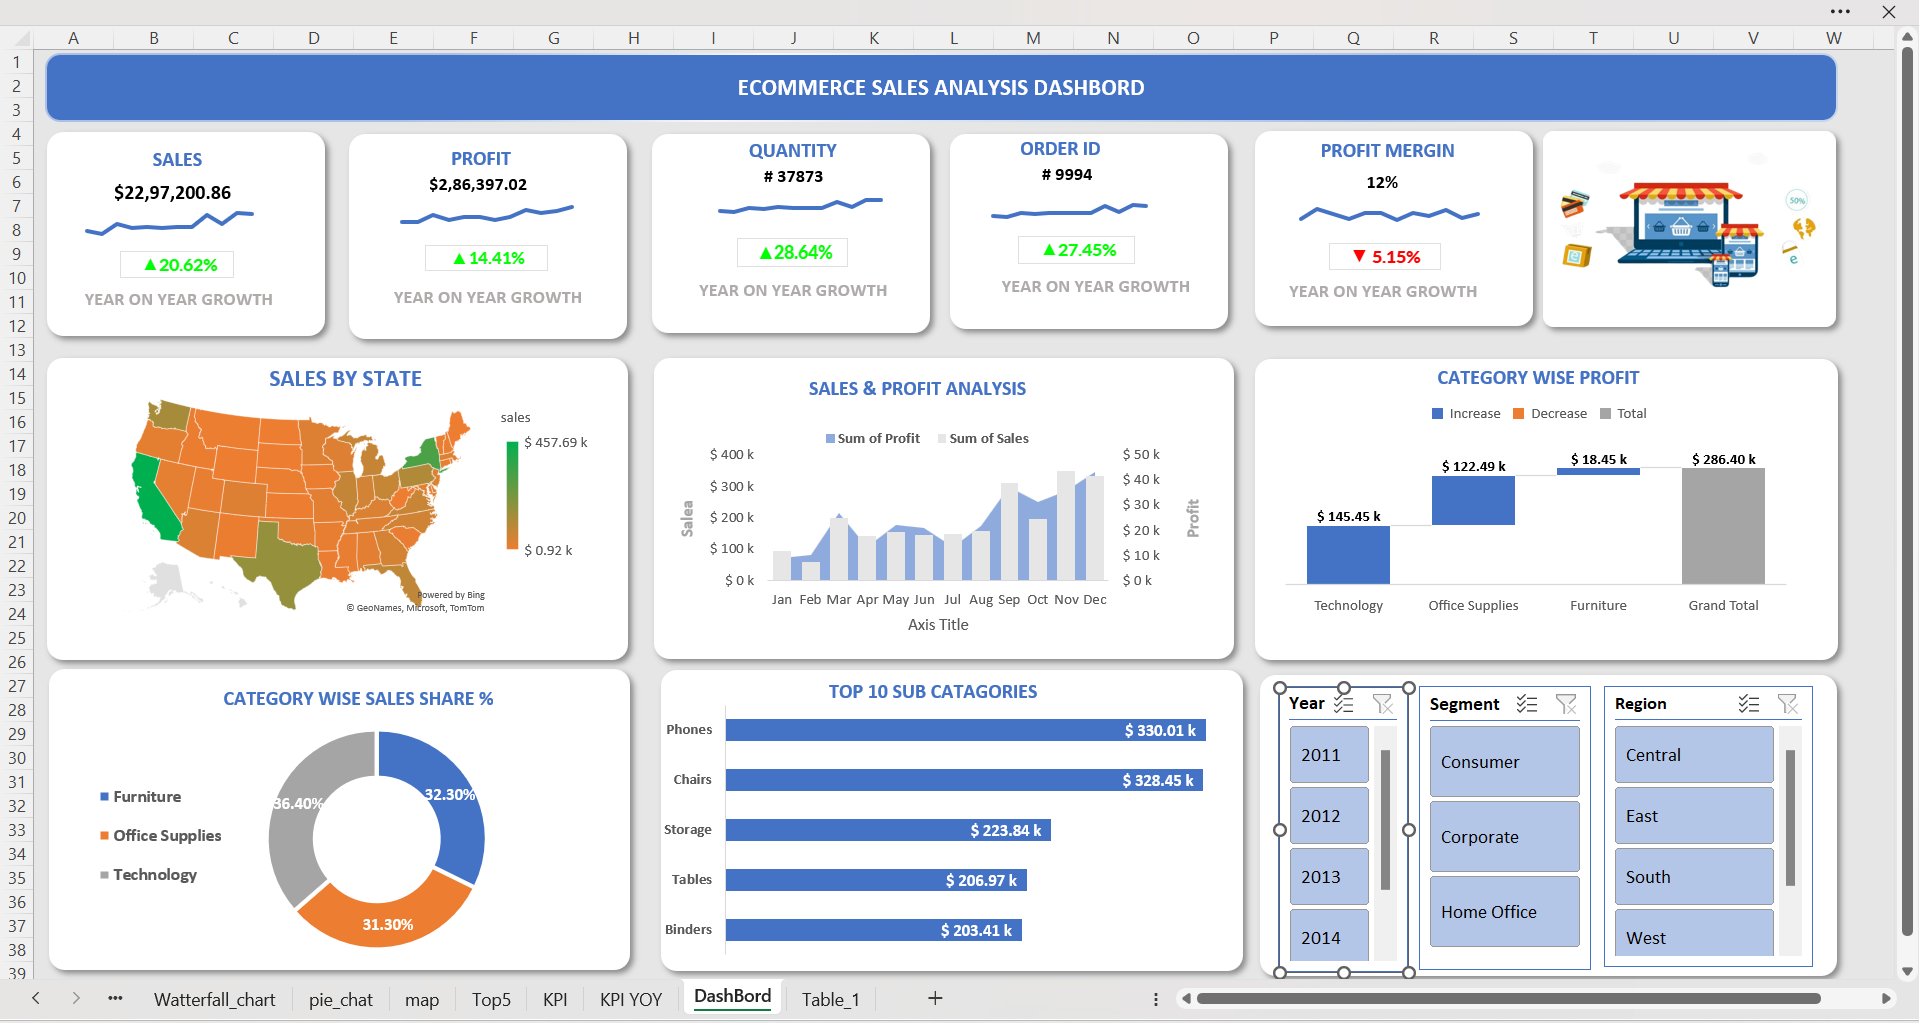 A B C D E F G H I J K L M N O P Q R S T U V W
1
2
3
4
5
6
7
8
9
10
11
12
13
14
15
16
17
18
19
20
21
22
23
24
25
26
27
28
29
30
31
32
33
34
35
36
37
38
39
ECOMMERCE SALES ANALYSIS DASHBORD
SALES
$22,97,200.86
▲20.62%
YEAR ON YEAR GROWTH
PROFIT
$2,86,397.02
▲14.41%
YEAR ON YEAR GROWTH
QUANTITY
# 37873
▲28.64%
YEAR ON YEAR GROWTH
ORDER ID
# 9994
▲27.45%
YEAR ON YEAR GROWTH
PROFIT MERGIN
12%
▼ 5.15%
YEAR ON YEAR GROWTH
50%
e
SALES BY STATE
sales
$ 457.69 k
$ 0.92 k
Powered by Bing
© GeoNames, Microsoft, TomTom
SALES & PROFIT ANALYSIS
Sum of Profit Sum of Sales
$ 400 k
$ 300 k
$ 200 k
$ 100 k
$ 0 k
Salea
$ 50 k
$ 40 k
$ 30 k
$ 20 k
$ 10 k
$ 0 k
Profit
Jan Feb Mar Apr May Jun Jul Aug Sep Oct Nov Dec
Axis Title
CATEGORY WISE PROFIT
Increase Decrease Total
$ 145.45 k
$ 122.49 k
$ 18.45 k
$ 286.40 k
Technology Office Supplies Furniture Grand Total
CATEGORY WISE SALES SHARE %
Furniture
Office Supplies
Technology
36.40%
32.30%
31.30%
TOP 10 SUB CATAGORIES
Phones $ 330.01 k
Chairs $ 328.45 k
Storage $ 223.84 k
Tables $ 206.97 k
Binders $ 203.41 k
Year
2011
2012
2013
2014
Segment
Consumer
Corporate
Home Office
Region
Central
East
South
West
Watterfall_chart pie_chat map Top5 KPI KPI YOY DashBord Table_1